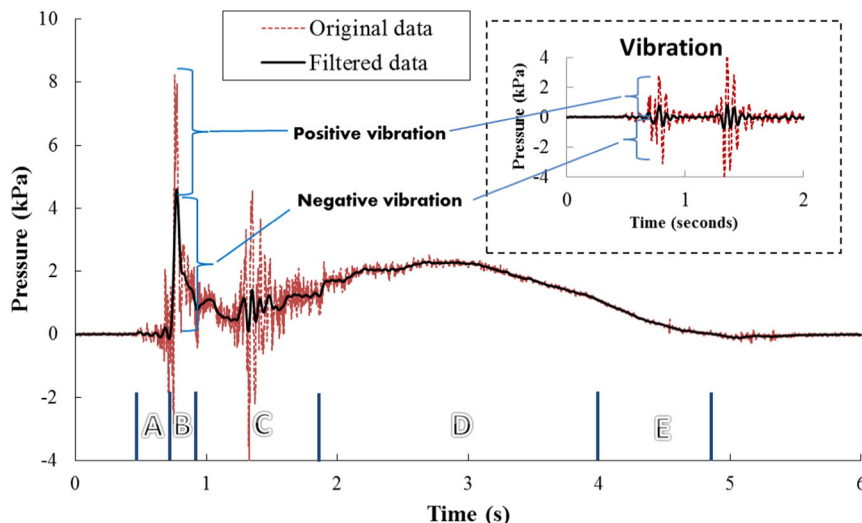 Original data
Filtered data
Positive vibration
Negative vibration
Vibration
Pressure (kPa)
4
2
0
-2
-4
0
1
2
Time (seconds)
Pressure (kPa)
10
8
6
4
2
0
-2
-4
A
B
C
D
E
0
1
2
3
4
5
6
Time (s)